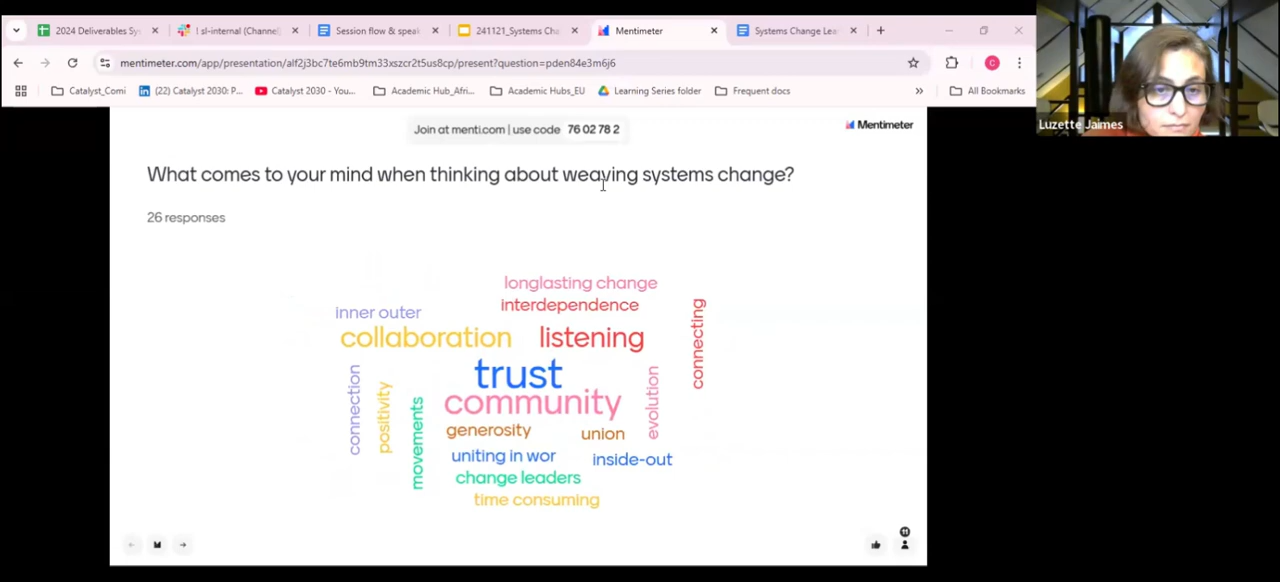 2024 Deliverables Sy
! sl-internal (Channel
Session flow & speak
241121_Systems Cha
Mentimeter
Systems Change Lea
mentimeter.com/app/presentation/alf2j3bc7te6mb9tm33xszcr2t5us8cp/present?question=pden84e3m6j6
C
Catalyst_Comi
(22) Catalyst 2030: P...
Catalyst 2030 - You...
Academic Hub_Afri...
Academic Hubs_EU
Learning Series folder
Frequent docs
»
All Bookmarks
Luzette Jaimes
Join at menti.com | use code 76 02 78 2
Mentimeter
What comes to your mind when thinking about weaving systems change?
26 responses
longlasting change
interdependence
inner outer
connecting
collaboration
listening
trust
connection
positivity
movements
community
evolution
generosity
union
uniting in wor
inside-out
change leaders
time consuming
11